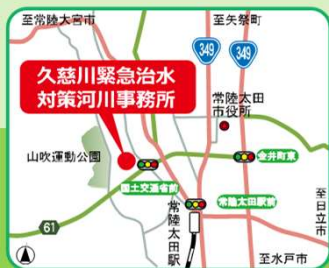 至常陸大宮市
至矢祭町
349
349
久慈川緊急治水
対策河川事務所
常陸太田
市役所
山吹運動公園
金井町東
国土交通省前
常陸太田駅前
61
常陸太田駅
至日立市
至水戸市